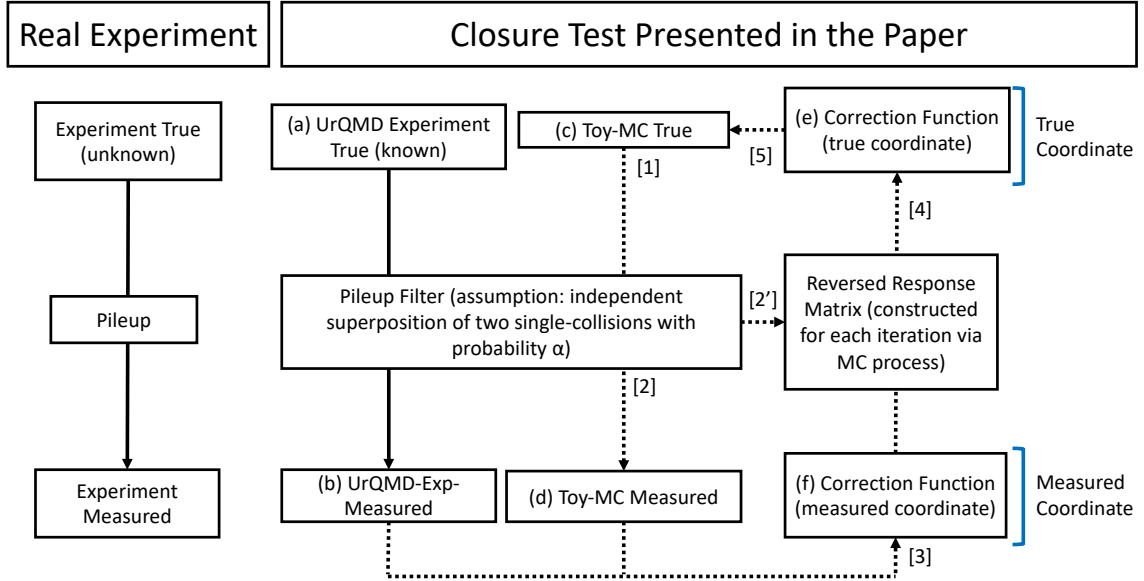 Real Experiment
Closure Test Presented in the Paper
Experiment True
(unknown)
Pileup
Experiment
Measured
(a) UrQMD Experiment
True (known)
(c) Toy-MC True
[1]
[5]
(e) Correction Function
(true coordinate)
True
Coordinate
[4]
Pileup Filter (assumption: independent
superposition of two single-collisions with
probability α)
[2']
Reversed Response
Matrix (constructed
for each iteration via
MC process)
[2]
(b) UrQMD-Exp-
Measured
(d) Toy-MC Measured
(f) Correction Function
(measured coordinate)
Measured
Coordinate
[3]